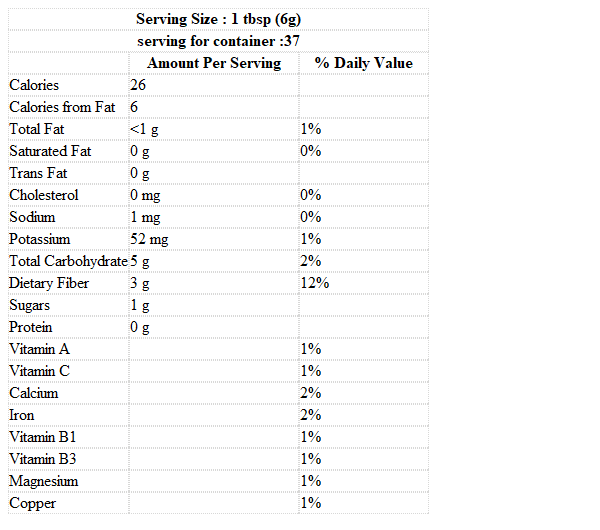 Serving Size : 1 tbsp (6g)
serving for container :37
Amount Per Serving % Daily Value
Calories 26
Calories from Fat 6
Total Fat <1 g 1%
Saturated Fat 0 g 0%
Trans Fat 0 g
Cholesterol 0 mg 0%
Sodium 1 mg 0%
Potassium 52 mg 1%
Total Carbohydrate 5 g 2%
Dietary Fiber 3 g 12%
Sugars 1 g
Protein 0 g
Vitamin A 1%
Vitamin C 1%
Calcium 2%
Iron 2%
Vitamin B1 1%
Vitamin B3 1%
Magnesium 1%
Copper 1%